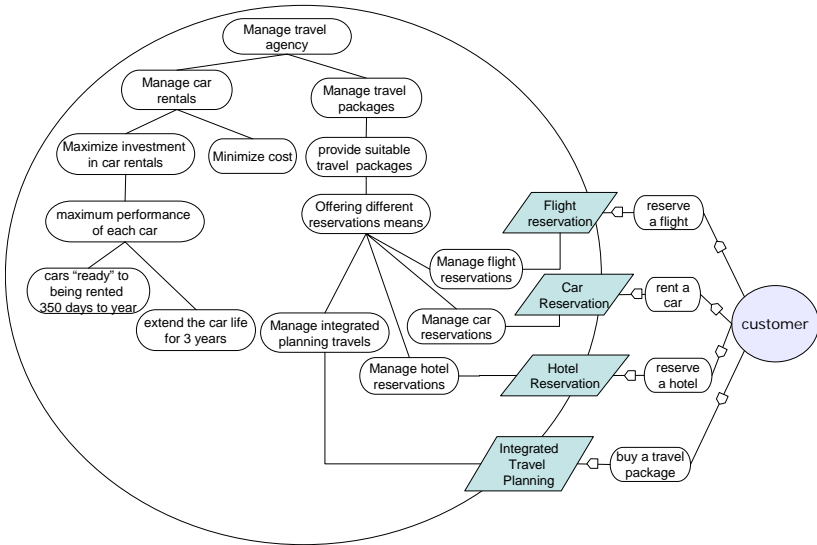 Manage travel
agency
Manage car
rentals
Manage travel
packages
Maximize investment
in car rentals
Minimize cost
provide suitable
travel packages
maximum performance
of each car
Offering different
reservations means
Flight
reservation
reserve
a flight
cars “ready” to
being rented
350 days to year
extend the car life
for 3 years
Manage flight
reservations
Car
Reservation
rent a
car
Manage integrated
planning travels
Manage car
reservations
customer
Manage hotel
reservations
Hotel
Reservation
reserve
a hotel
Integrated
Travel
Planning
buy a travel
package